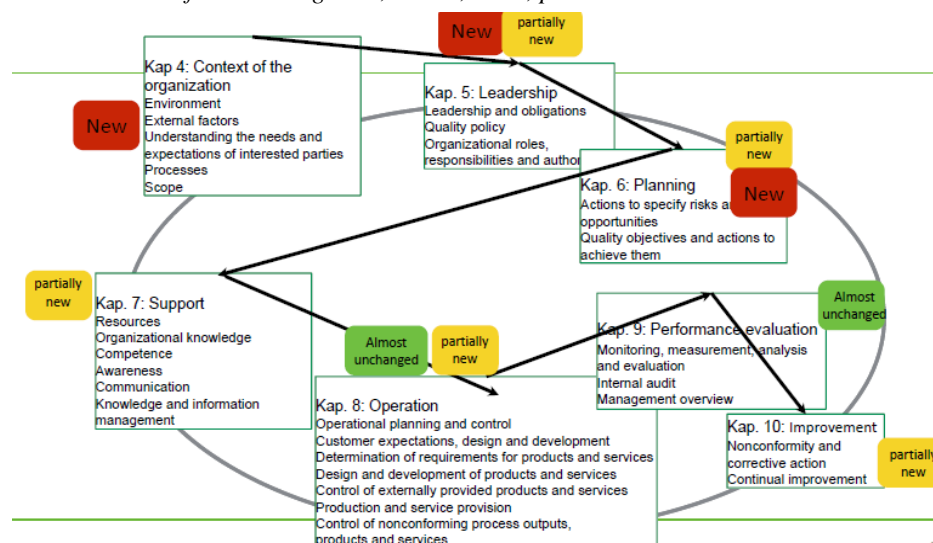 New
partially
new
Kap 4: Context of the
organization
Environment
External factors
Understanding the needs and
expectations of interested parties
Processes
Scope
New
Kap. 5: Leadership
Leadership and obligations
Quality policy
Organizational roles,
responsibilities and author
partially
new
New
Kap. 6: Planning
Actions to specify risks
opportunities
Quality objectives and actions to
achieve them
partially
new
Kap. 7: Support
Resources
Organizational knowledge
Competence
Awareness
Communication
Knowledge and information
management
Almost
unchanged
partially
new
Kap. 8: Operation
Operational planning and control
Customer expectations, design and development
Determination of requirements for products and services
Design and development of products and services
Control of externally provided products and services
Production and service provision
Control of nonconforming process outputs,
products and services
Almost
unchanged
Kap. 9: Performance evaluation
Monitoring, measurement, analysis
and evaluation
Internal audit
Management overview
Kap. 10: Improvement
Nonconformity and
corrective action
Continual improvement
partially
new